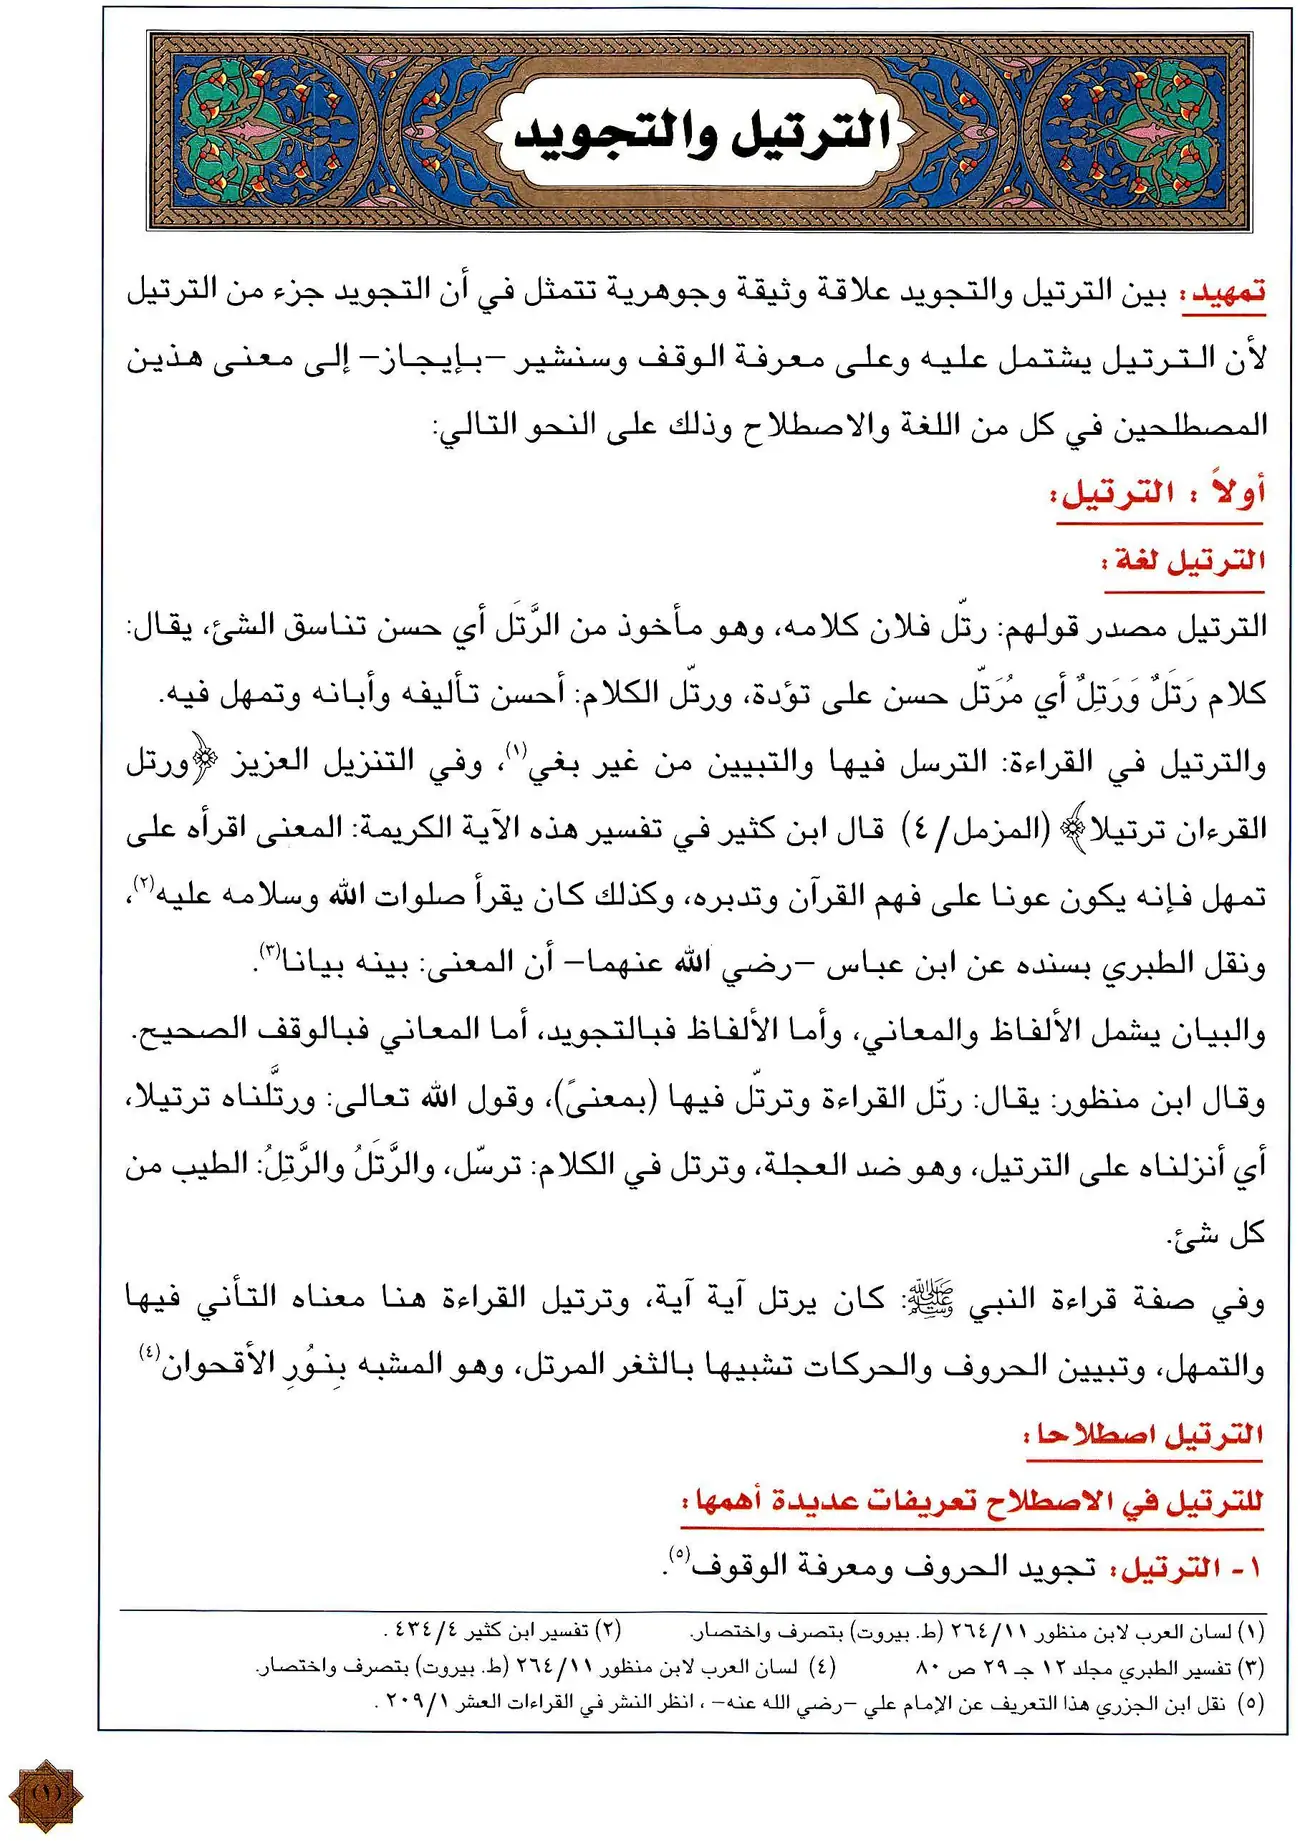 الترتيل والتجويد
تمهيد: بين الترتيل والتجويد علاقة وثيقة وجوهرية تتمثل في أن التجويد جزء من الترتيل
لأن الترتيل يشتمل عليه وعلى معرفة الوقف وسنشير –بإيجاز– إلى معنى هذين
المصطلحين في كل من اللغة والاصطلاح وذلك على النحو التالي:
أولاً : الترتيل:
الترتيل لغة:
الترتيل مصدر قولهم: رتّل فلان كلامه، وهو مأخوذ من الرَّتَل أي حسن تناسق الشئ، يقال:
كلام رَتَلٌ وَرَتِلٌ أي مُرَتّل حسن على تؤدة، ورتّل الكلام: أحسن تأليفه وأبانه وتمهل فيه.
والترتيل في القراءة: الترسل فيها والتبيين من غير بغي(١)، وفي التنزيل العزيز ﴿ورتل
القرءان ترتيلا﴾ (المزمل/٤) قال ابن كثير في تفسير هذه الآية الكريمة: المعنى اقرأه على
تمهل فإنه يكون عونا على فهم القرآن وتدبره، وكذلك كان يقرأ صلوات الله وسلامه عليه(٢)،
ونقل الطبري بسنده عن ابن عباس –رضي الله عنهما– أن المعنى: بينه بيانا(٣).
والبيان يشمل الألفاظ والمعاني، وأما الألفاظ فبالتجويد، أما المعاني فبالوقف الصحيح.
وقال ابن منظور: يقال: رتّل القراءة وترتّل فيها (بمعنىً)، وقول الله تعالى: ورتَّلناه ترتيلا،
أي أنزلناه على الترتيل، وهو ضد العجلة، وترتل في الكلام: ترسّل، والرَّتَلُ والرَّتِلُ: الطيب من
كل شئ.
وفي صفة قراءة النبي ﷺ: كان يرتل آية آية، وترتيل القراءة هنا معناه التأني فيها
والتمهل، وتبيين الحروف والحركات تشبيها بالثغر المرتل، وهو المشبه بِنوُرِ الأقحوان(٤)
الترتيل اصطلاحا:
للترتيل في الاصطلاح تعريفات عديدة أهمها:
١- الترتيل: تجويد الحروف ومعرفة الوقوف(٥).
(١) لسان العرب لابن منظور ٢٦٤/١١ (ط. بيروت) بتصرف واختصار. (٢) تفسير ابن كثير ٤٣٤/٤ .
(٣) تفسير الطبري مجلد ١٢ جـ ٢٩ ص ٨٠ (٤) لسان العرب لابن منظور ٢٦٤/١١ (ط. بيروت) بتصرف واختصار.
(٥) نقل ابن الجزري هذا التعريف عن الإمام علي –رضي الله عنه– ، انظر النشر في القراءات العشر ٢٠٩/١ .
(١)